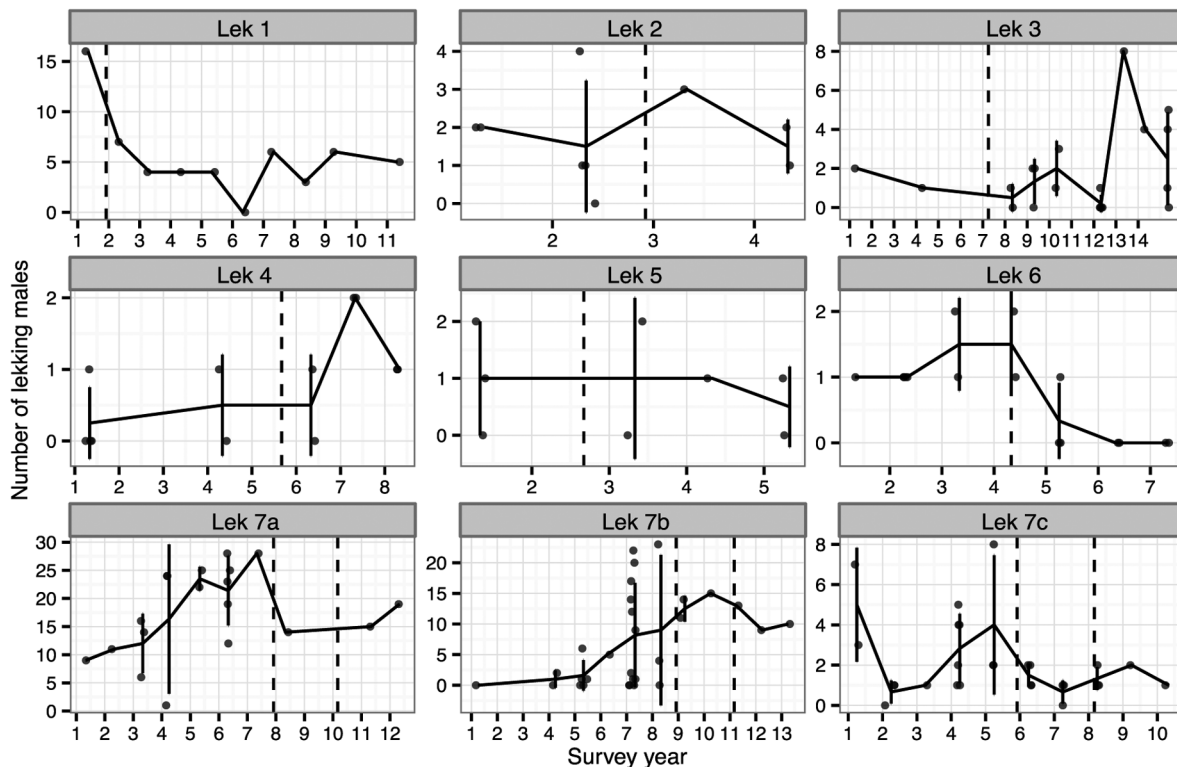 Lek 1 Lek 2 Lek 3
15 10 5 0
4 3 2 1 0
8 6 4 2 0
1 2 3 4 5 6 7 8 9 10 11
2 3 4
1 2 3 4 5 6 7 8 9 10 11 12 13 14
Number of lekking males
Lek 4 Lek 5 Lek 6
2 1 0
2 1 0
2 1 0
1 2 3 4 5 6 7 8
2 3 4 5
2 3 4 5 6 7
Lek 7a Lek 7b Lek 7c
30 25 20 15 10 5 0
20 15 10 5 0
8 6 4 2 0
1 2 3 4 5 6 7 8 9 10 11 12
1 2 3 4 5 6 7 8 9 10 11 12 13
1 2 3 4 5 6 7 8 9 10
Survey year